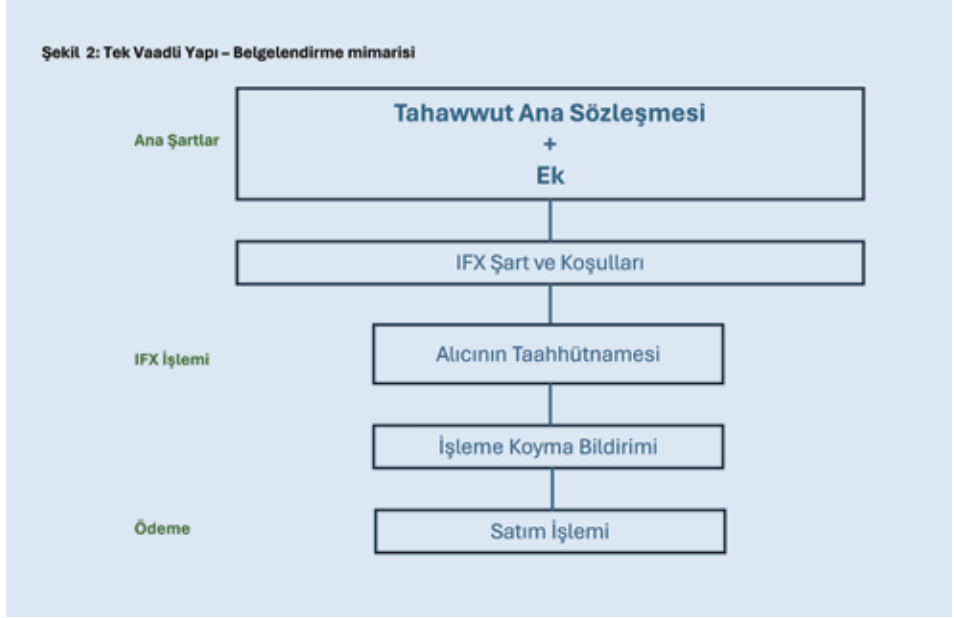 Şekil 2: Tek Vaadli Yapı – Belgelendirme mimarisi
Ana Şartlar
Tahawwut Ana Sözleşmesi
+
Ek
IFX Şart ve Koşulları
IFX İşlemi
Alıcının Taahhütnamesi
İşleme Koyma Bildirimi
Ödeme
Satım İşlemi